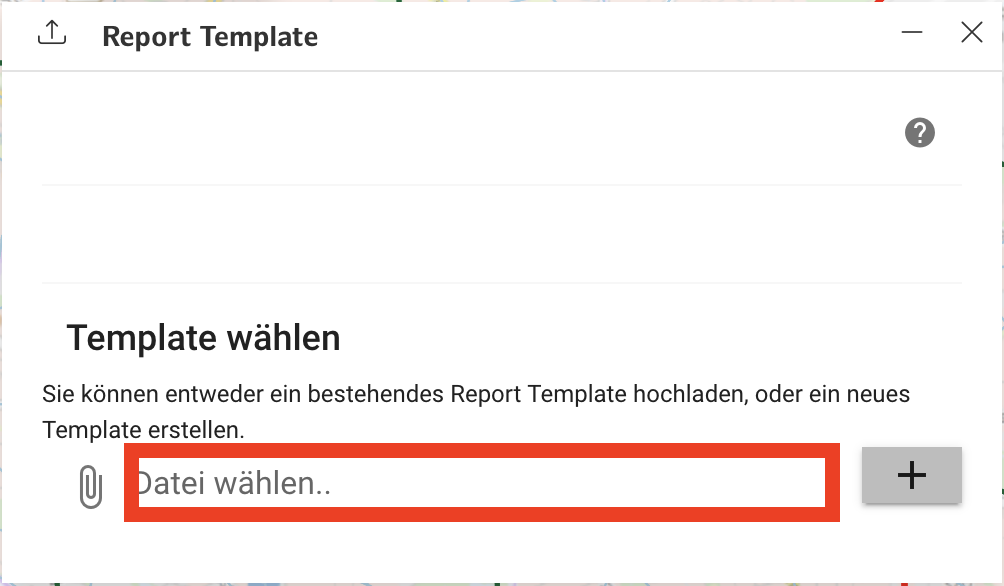 Report Template
?
Template wählen
Sie können entweder ein bestehendes Report Template hochladen, oder ein neues
Template erstellen.
Datei wählen..
+